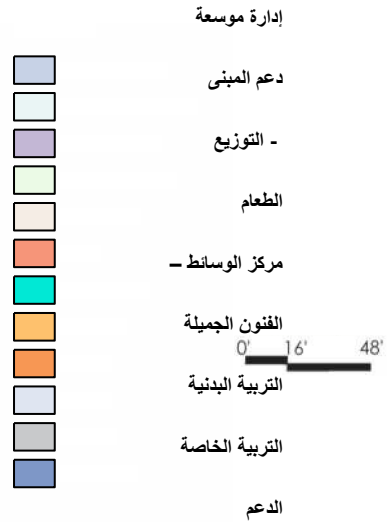 إدارة موسعة
دعم المبنى
- التوزيع
الطعام
مركز الوسائط –
الفنون الجميلة
0' 16' 48'
التربية البدنية
التربية الخاصة
الدعم